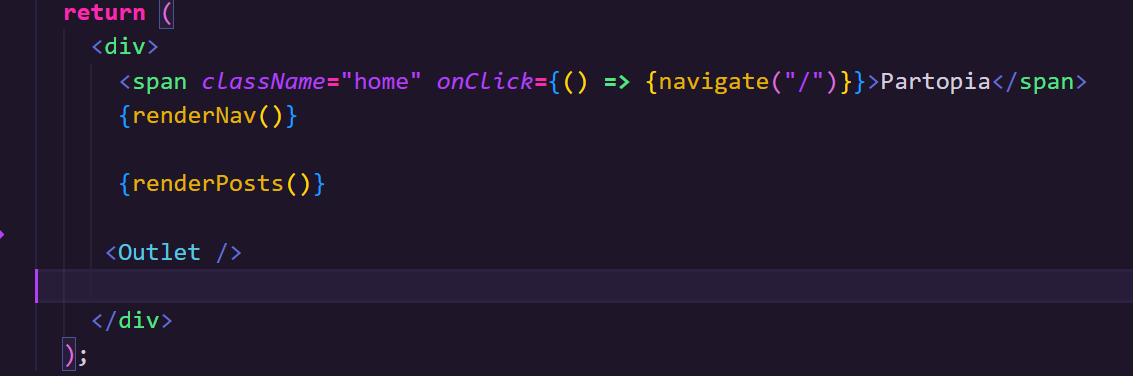 return (
<div>
<span className="home" onClick={() => {navigate("/")}}>Partopia</span>
{renderNav()}
{renderPosts()}
<Outlet />
</div>
);